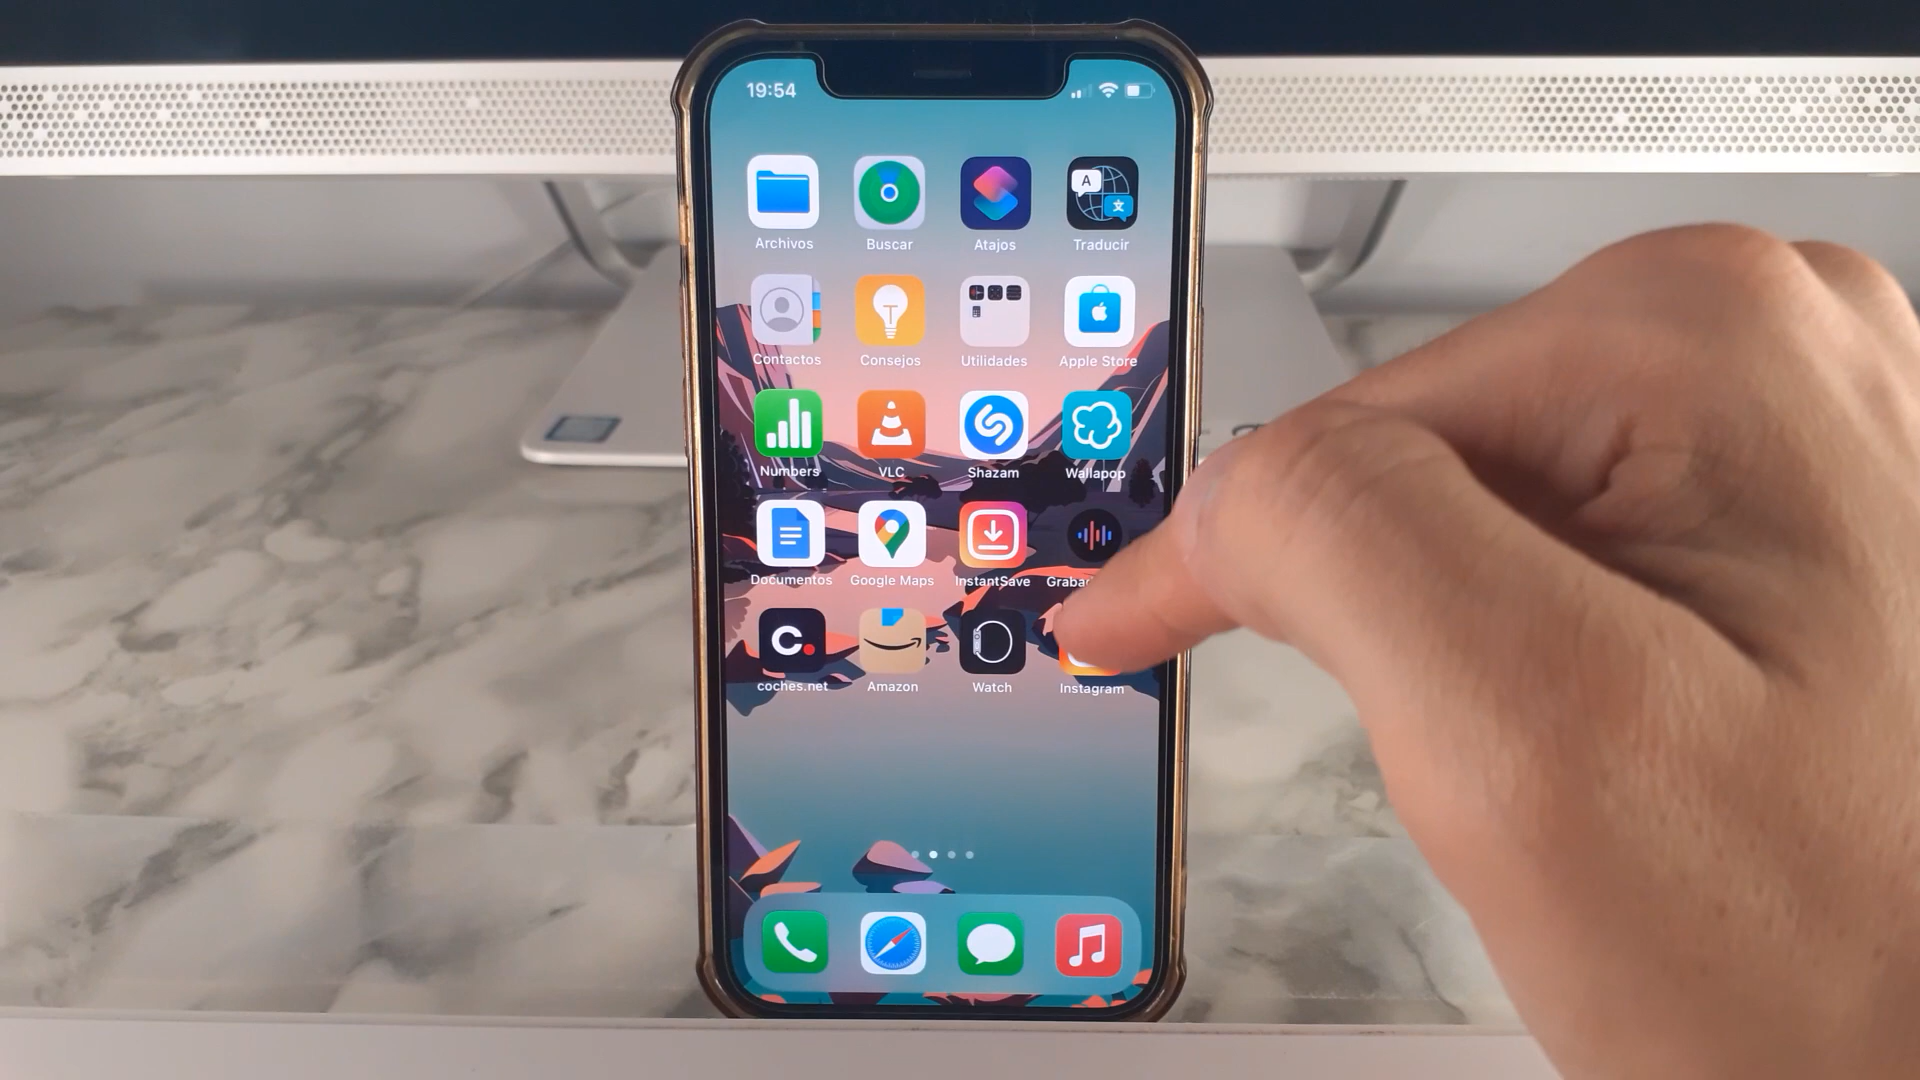 19:54
Archivos
Buscar
Atajos
A
文
Traducir
Contactos
Consejos
Utilidades
Apple Store
Numbers
VLC
Shazam
Wallapop
Documentos
Google Maps
InstantSave
C.
coches.net
Amazon
Watch
Instagram